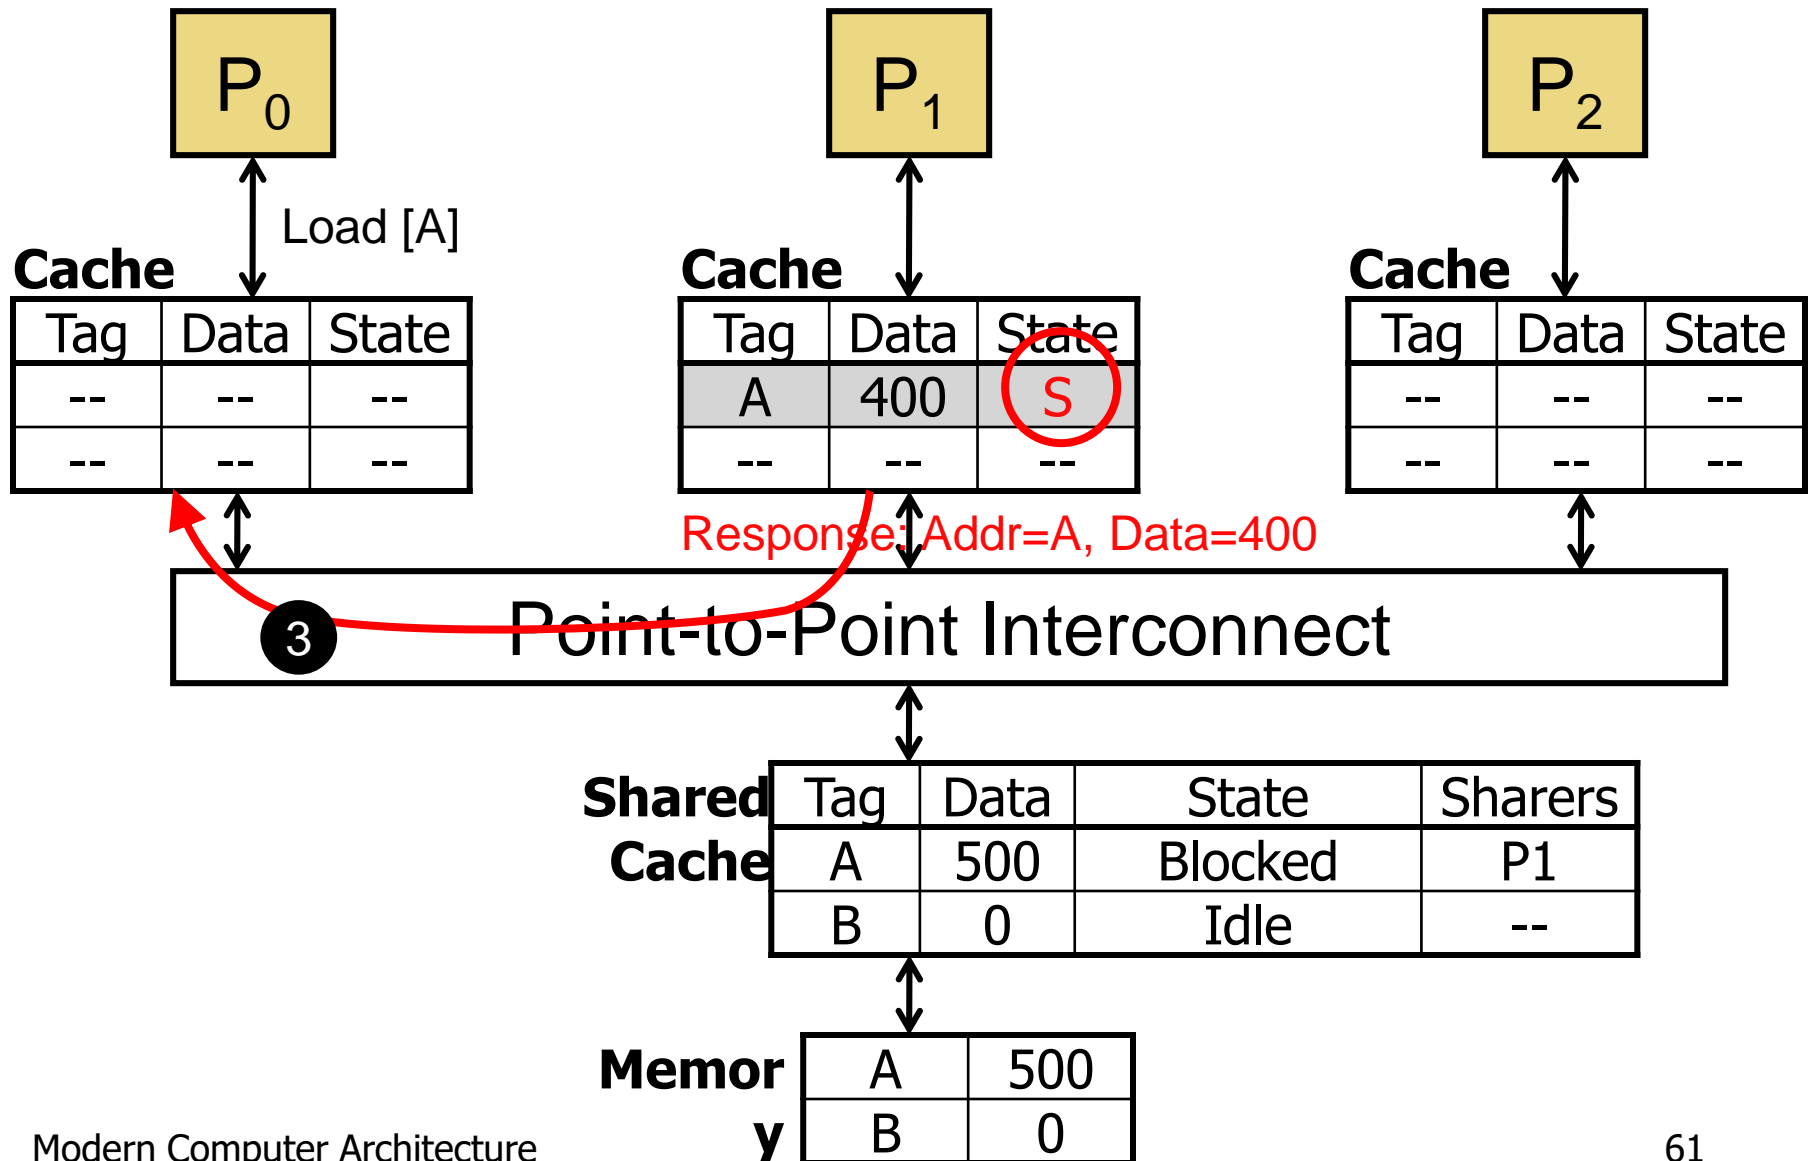 P0 P1 P2
Load [A]
Cache Cache Cache
Tag Data State Tag Data State Tag Data State
-- -- -- A 400 S -- -- --
-- -- -- -- -- -- -- -- --
Response: Addr=A, Data=400
3 Point-to-Point Interconnect
Shared Tag Data State Sharers
Cache A 500 Blocked P1
B 0 Idle --
Memor A 500
y B 0
Modern Computer Architecture 61